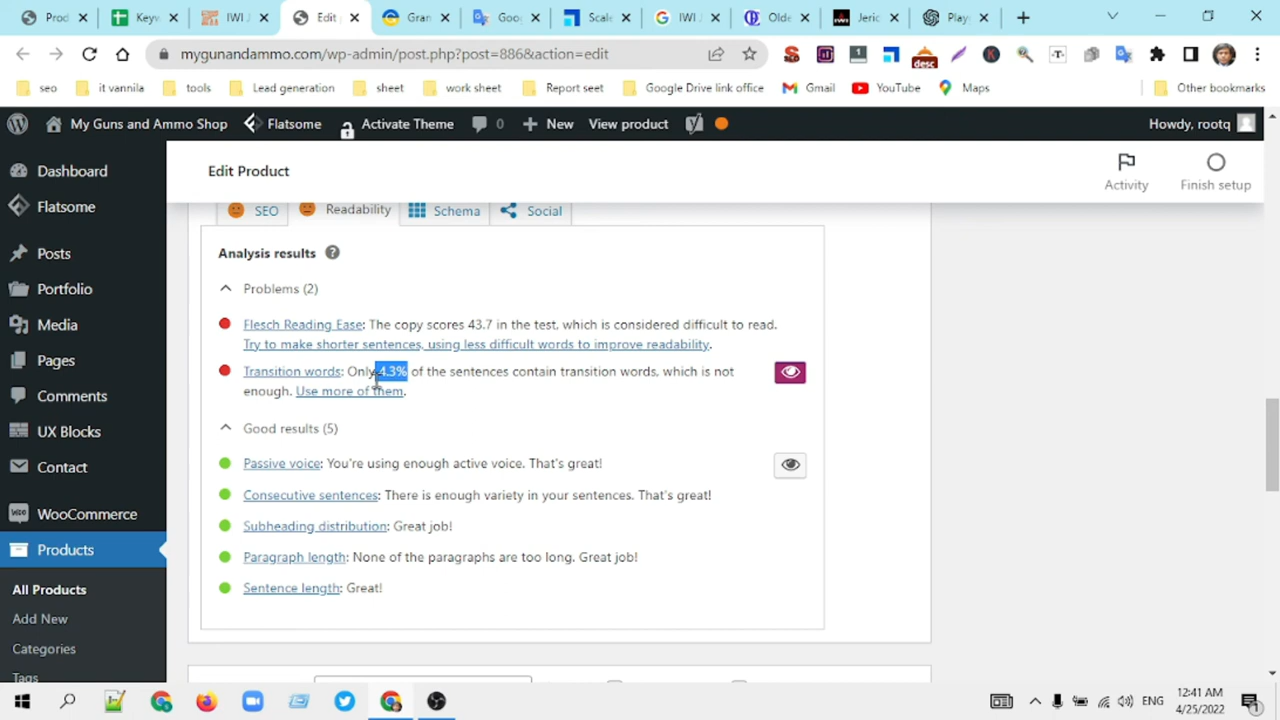 Prod
Keyw
IWI J
Edit
Gran
Goo
Scale
IWI J
Olde
Jeric
Play
mygunandammo.com/wp-admin/post.php?post=886&action=edit
desc
seo
it vannila
tools
Lead generation
sheet
work sheet
Report seet
Google Drive link office
Gmail
YouTube
Maps
Other bookmarks
My Guns and Ammo Shop
Flatsome
Activate Theme
0
New
View product
Howdy, rootq
Dashboard
Flatsome
Posts
Portfolio
Media
Pages
Comments
UX Blocks
Contact
WooCommerce
Products
All Products
Add New
Categories
Tags
Edit Product
Activity
Finish setup
SEO
Readability
Schema
Social
Analysis results
Problems (2)
Flesch Reading Ease: The copy scores 43.7 in the test, which is considered difficult to read.
Try to make shorter sentences, using less difficult words to improve readability.
Transition words: Only 4.3% of the sentences contain transition words, which is not
enough. Use more of them.
Good results (5)
Passive voice: You're using enough active voice. That's great!
Consecutive sentences: There is enough variety in your sentences. That's great!
Subheading distribution: Great job!
Paragraph length: None of the paragraphs are too long. Great job!
Sentence length: Great!
ENG
12:41 AM
4/25/2022